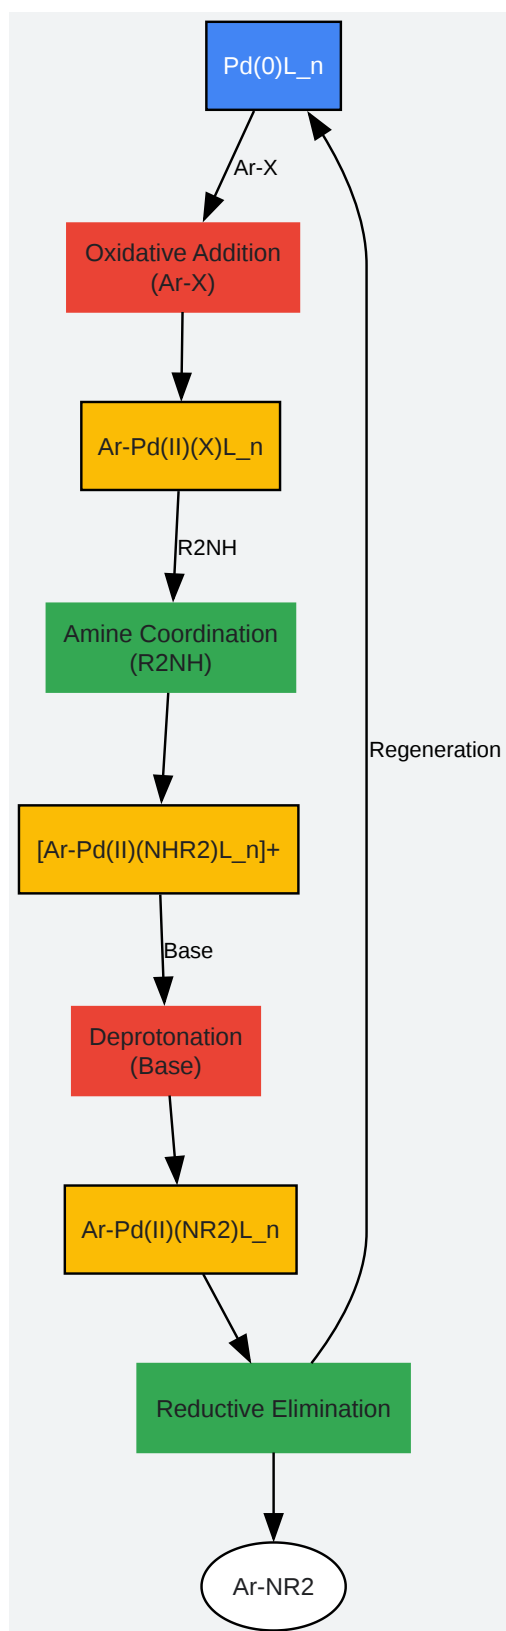 Pd(0)L_n
Ar-X
Oxidative Addition
(Ar-X)
Ar-Pd(II)(X)L_n
R2NH
Amine Coordination
(R2NH)
Regeneration
[Ar-Pd(II)(NHR2)L_n]+
Base
Deprotonation
(Base)
Ar-Pd(II)(NR2)L_n
Reductive Elimination
Ar-NR2